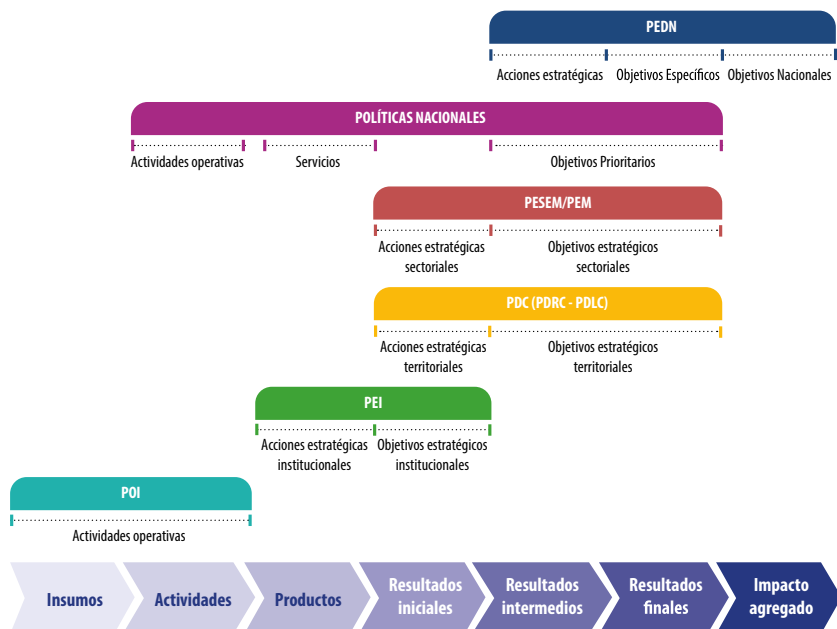 PEDN
Acciones estratégicas Objetivos Específicos Objetivos Nacionales
POLÍTICAS NACIONALES
Actividades operativas Servicios Objetivos Prioritarios
PESEM/PEM
Acciones estratégicas
sectoriales
Objetivos estratégicos
sectoriales
PDC (PDRC - PDLC)
Acciones estratégicas
territoriales
Objetivos estratégicos
territoriales
PEI
Acciones estratégicas
institucionales
Objetivos estratégicos
institucionales
POI
Actividades operativas
Insumos
Actividades
Productos
Resultados
iniciales
Resultados
intermedios
Resultados
finales
Impacto
agregado